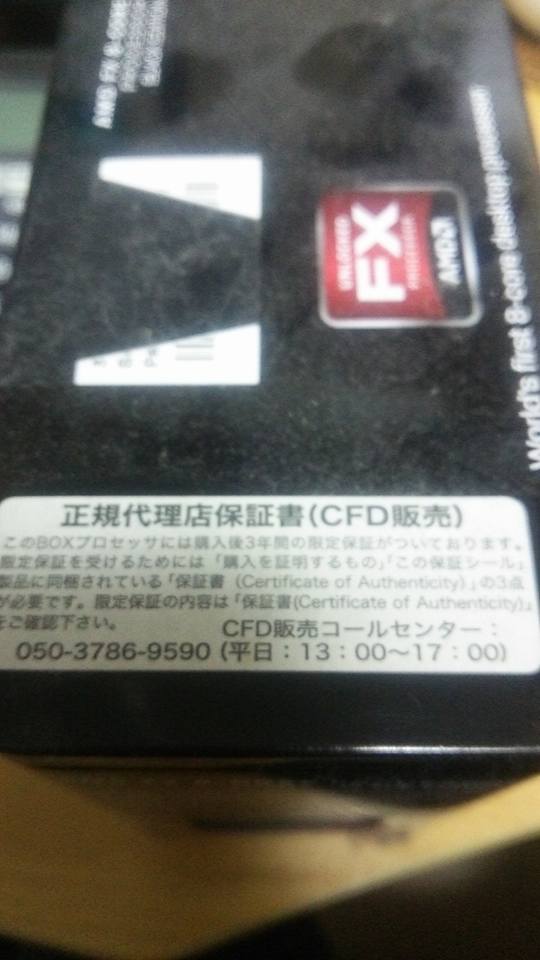 AMD FX 8-CORE
UNLOCKED
FX
PROCESSOR
AMD
World's first 8-core desktop processor
正規代理店保証書(CFD販売)
このBOXプロセッサには購入後3年間の限定保証がついております。
限定保証を受けるためには「購入を証明するもの」「この保証シール」
製品に同梱されている「保証書 (Certificate of Authenticity)」の3点
が必要です。限定保証の内容は「保証書(Certificate of Authenticity)」
をご確認下さい。
CFD販売コールセンター：
050-3786-9590 (平日：13：00～17：00)